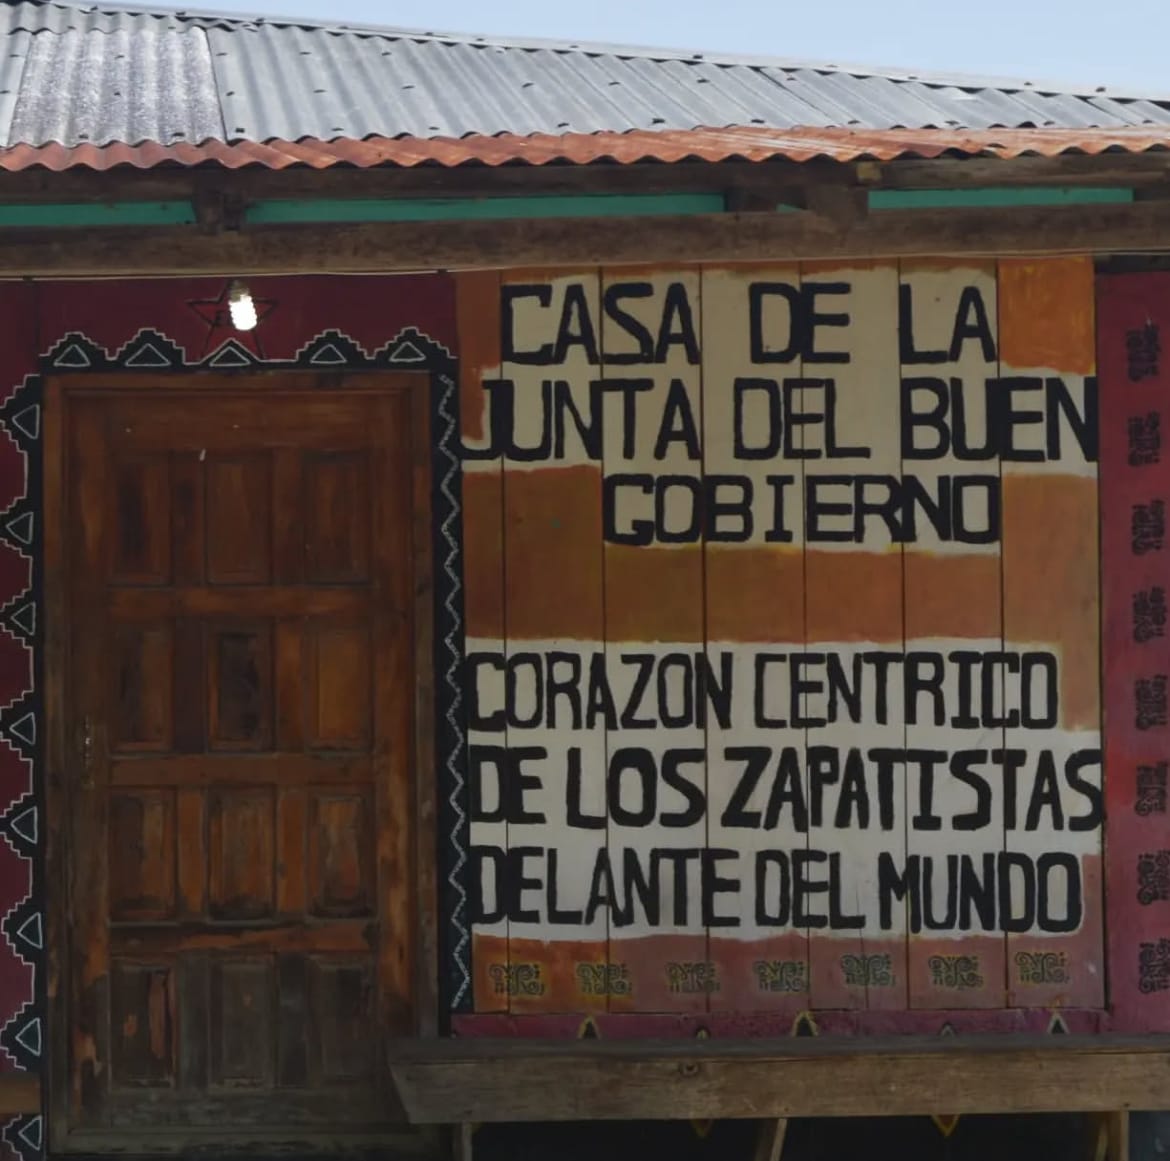 CASA DE LA
JUNTA DEL BUEN
GOBIERNO
CORAZON CENTRICO
DE LOS ZAPATISTAS
DELANTE DEL MUNDO